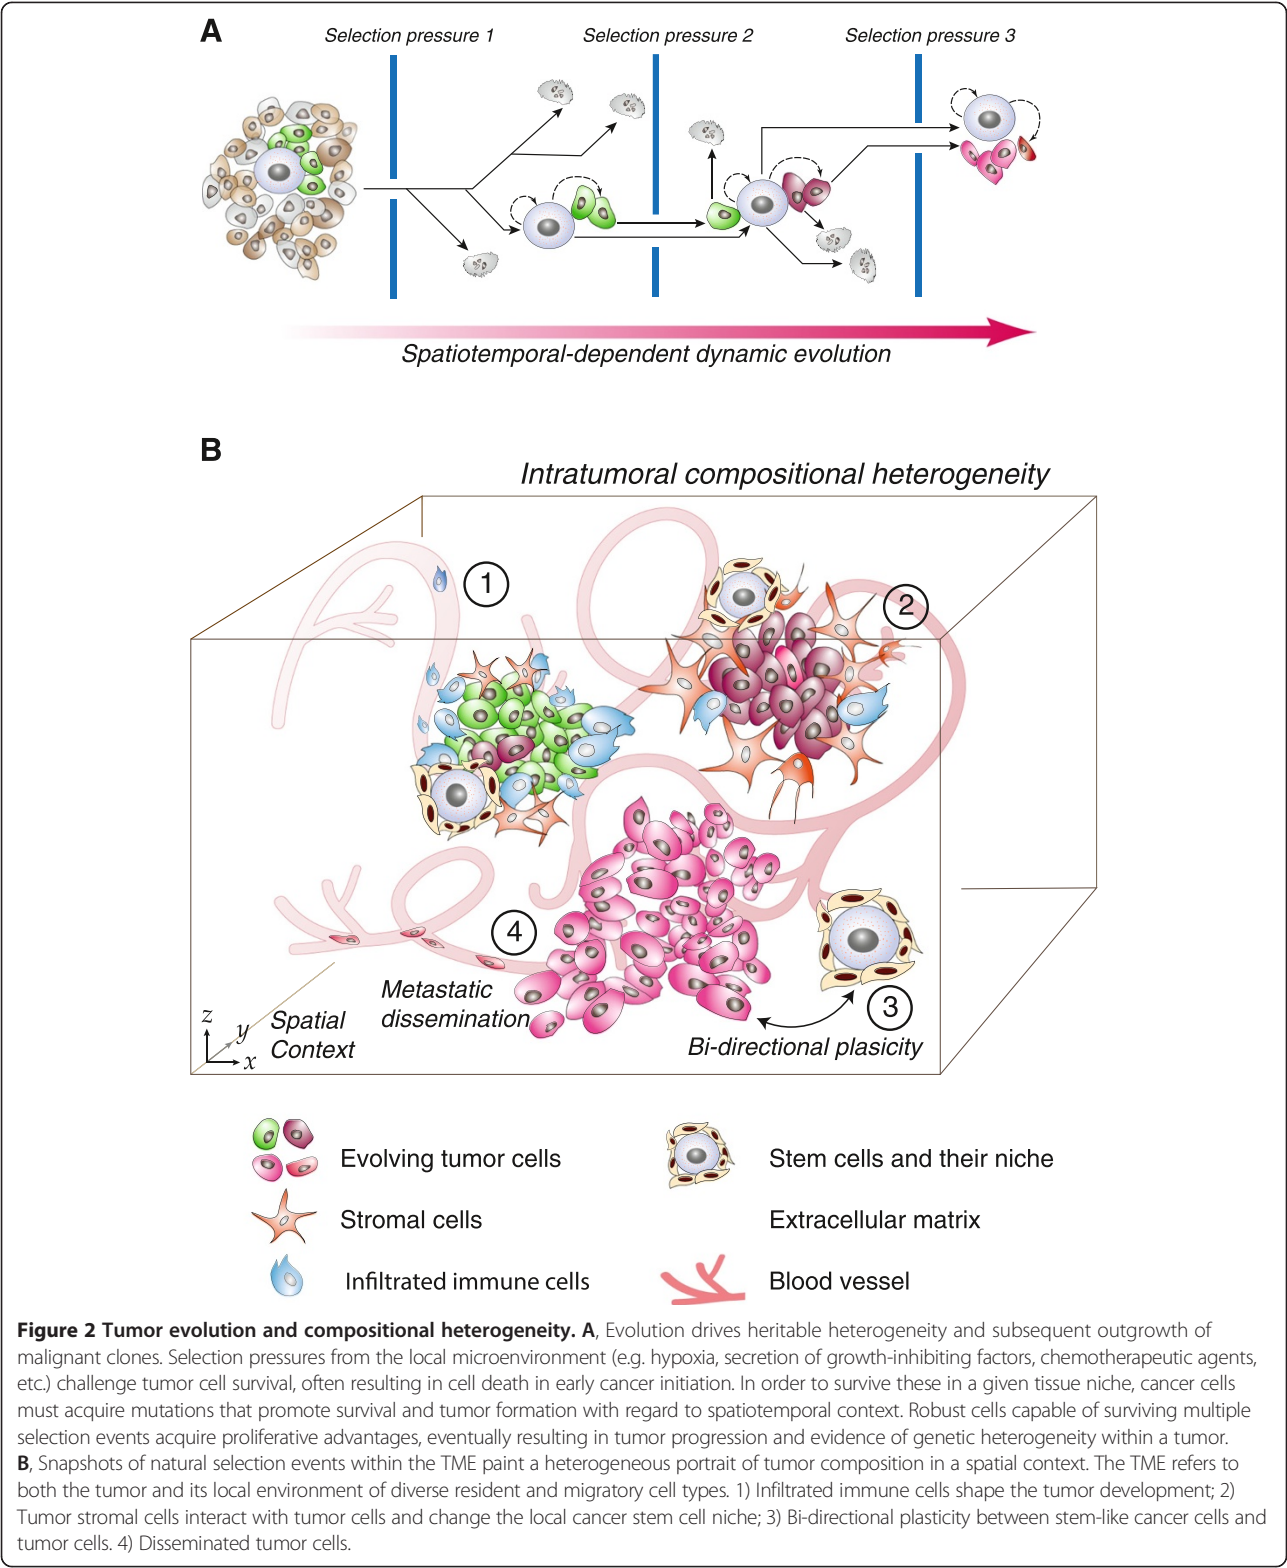 A
Selection pressure 1
Selection pressure 2
Selection pressure 3
Spatiotemporal-dependent dynamic evolution
B
Intratumoral compositional heterogeneity
1
2
4
Metastatic
dissemination
3
Bi-directional plasicity
z
y
x
Spatial
Context
Evolving tumor cells
Stem cells and their niche
Stromal cells
Extracellular matrix
Infiltrated immune cells
Blood vessel
Figure 2 Tumor evolution and compositional heterogeneity. A, Evolution drives heritable heterogeneity and subsequent outgrowth of
malignant clones. Selection pressures from the local microenvironment (e.g. hypoxia, secretion of growth-inhibiting factors, chemotherapeutic agents,
etc.) challenge tumor cell survival, often resulting in cell death in early cancer initiation. In order to survive these in a given tissue niche, cancer cells
must acquire mutations that promote survival and tumor formation with regard to spatiotemporal context. Robust cells capable of surviving multiple
selection events acquire proliferative advantages, eventually resulting in tumor progression and evidence of genetic heterogeneity within a tumor.
B, Snapshots of natural selection events within the TME paint a heterogeneous portrait of tumor composition in a spatial context. The TME refers to
both the tumor and its local environment of diverse resident and migratory cell types. 1) Infiltrated immune cells shape the tumor development; 2)
Tumor stromal cells interact with tumor cells and change the local cancer stem cell niche; 3) Bi-directional plasticity between stem-like cancer cells and
tumor cells. 4) Disseminated tumor cells.